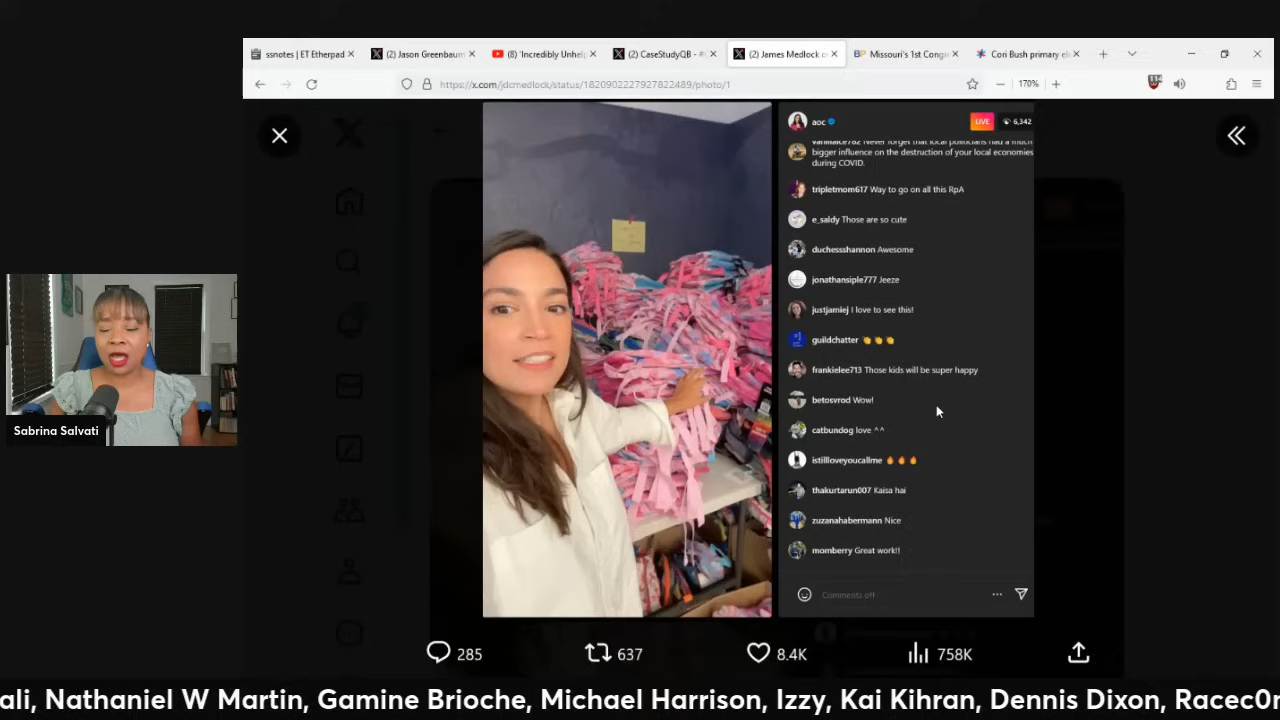 ssnotes | ET Etherpad
(2) Jason Greenbaum
(8) 'Incredibly Unhelp
(2) CaseStudyQB - #
(2) James Medlock o
Missouri's 1st Congre
Cori Bush primary ele
https://x.com/jdcmedlock/status/1820902227927822489/photo/1
170%
aoc
LIVE
6,342
Never forget that local politicians had a much
bigger influence on the destruction of your local economies
during COVID.
tripletmom617 Way to go on all this RpA
e_saldy Those are so cute
duchessshannon Awesome
jonathansiple777 Jeeze
justjamiej I love to see this!
guildchatter 👏 👏 👏
frankielee713 Those kids will be super happy
betosvrod Wow!
catbundog love ^^
istillloveyoucallme 🔥 🔥 🔥
thakurtarun007 Kaisa hai
zuzanahabermann Nice
momberry Great work!!
Comments off
Sabrina Salvati
285
637
8.4K
758K
ali, Nathaniel W Martin, Gamine Brioche, Michael Harrison, Izzy, Kai Kihran, Dennis Dixon, Racec0r